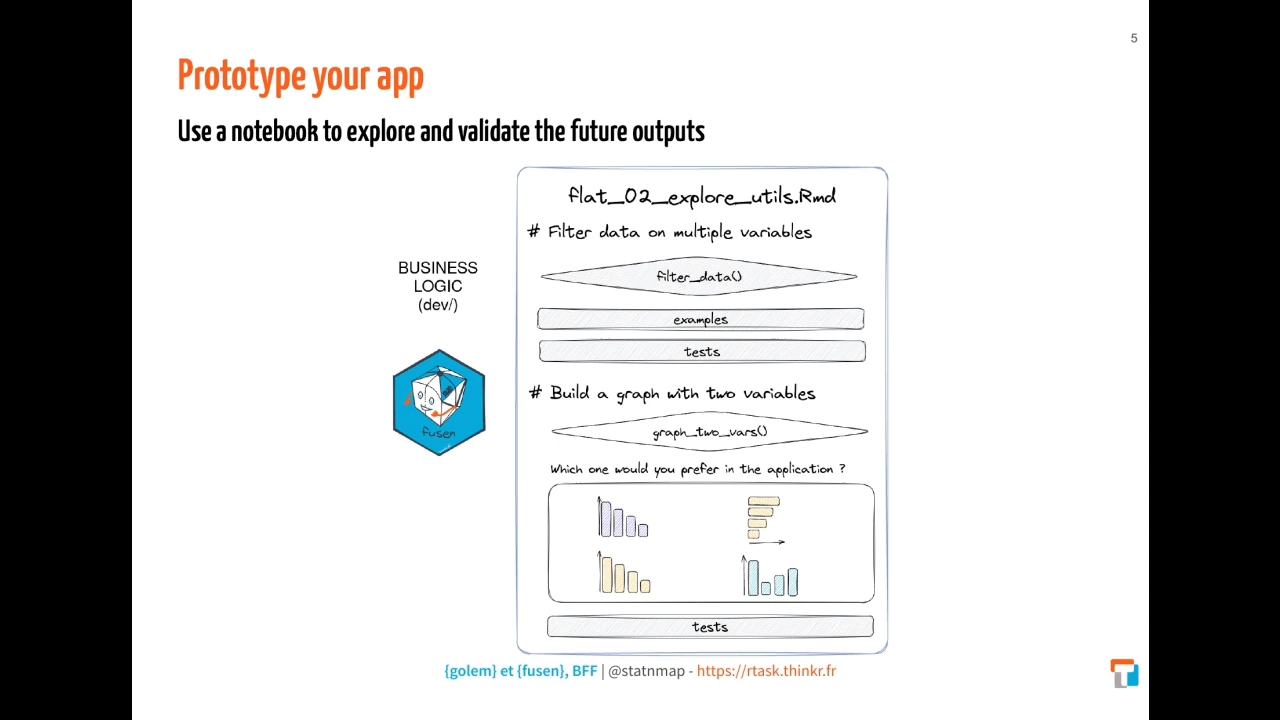 5
Prototype your app
Use a notebook to explore and validate the future outputs
flat_02_explore_utils.Rmd
# Filter data on multiple variables
BUSINESS
LOGIC
(dev/)
filter_data()
examples
tests
# Build a graph with two variables
fusen
graph_two_vars()
Which one would you prefer in the application ?
tests
{golem} et {fusen}, BFF | @statnmap - https://rtask.thinkr.fr